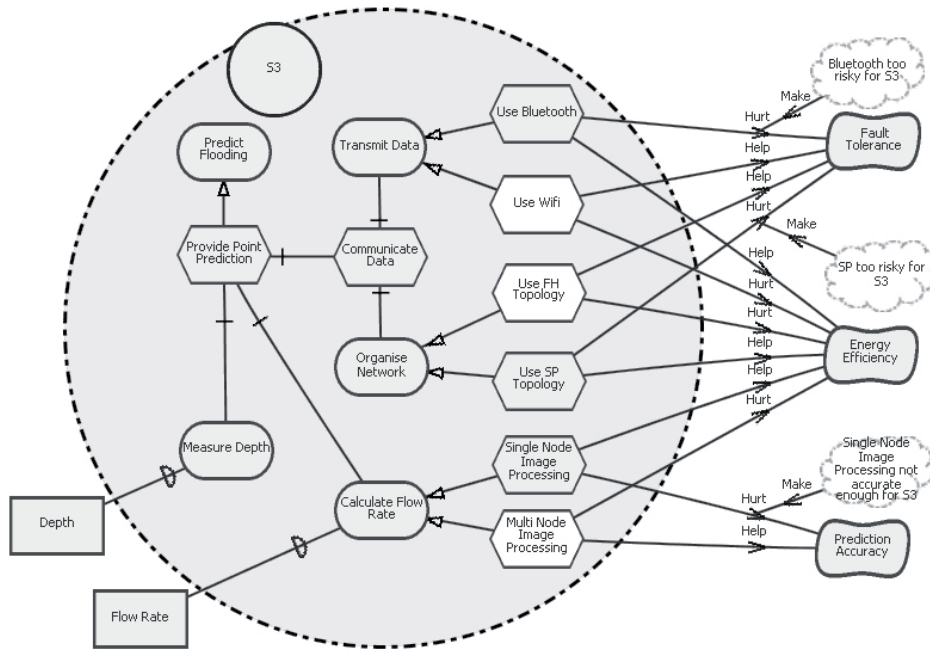 S3
Bluetooth too
risky for S3
Make
Hurt
Use Bluetooth
Predict
Flooding
Transmit Data
Fault
Tolerance
Help
Help
Use Wifi
Hurt
Make
Provide Point
Prediction
Communicate
Data
Help
SP too risky for
S3
Use FH
Topology
Hurt
Hurt
Organise
Network
Use SP
Topology
Help
Energy
Efficiency
Help
Hurt
Measure Depth
Single Node
Image
Processing
Single Node
Image
Processing not
accurate
enough for S3
Make
Hurt
Calculate Flow
Rate
Depth
Multi Node
Image
Processing
Help
Prediction
Accuracy
Flow Rate